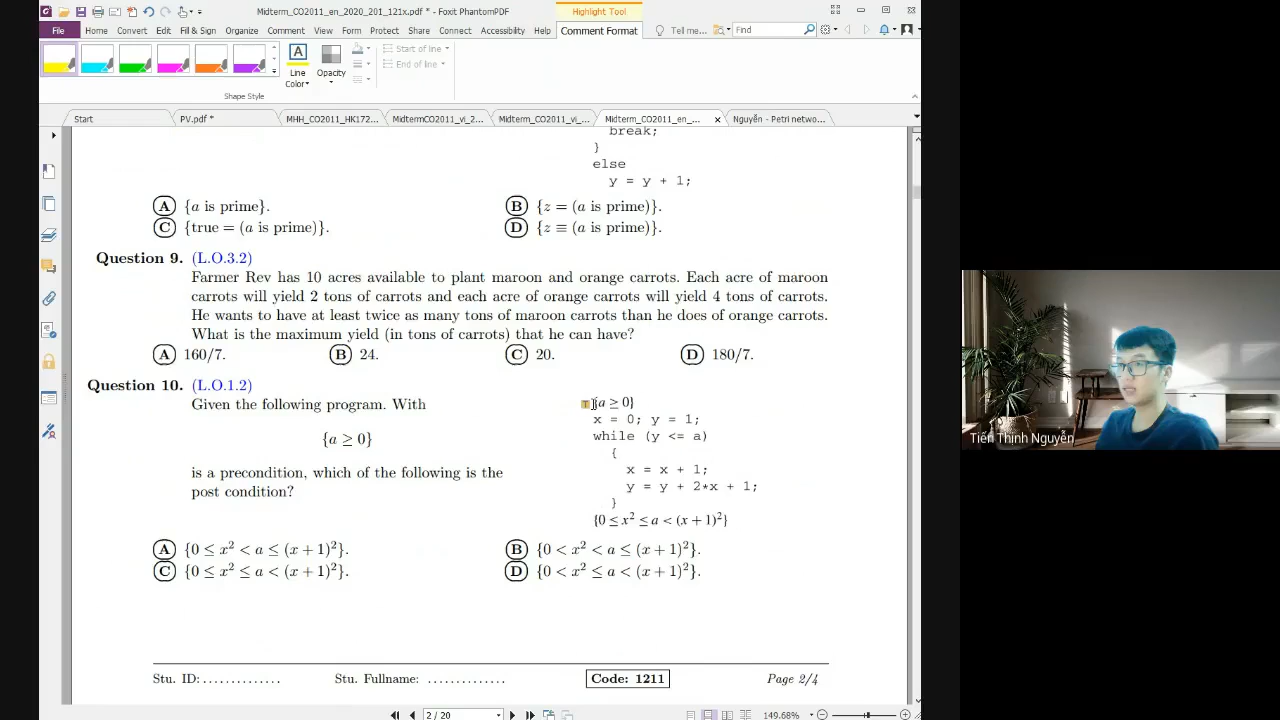 Midterm_CO2011_en_2020_201_121x.pdf * - Foxit PhantomPDF
Highlight Tool
File Home Convert Edit Fill & Sign Organize Comment View Form Protect Share Connect Accessibility Help Comment Format Tell me... Find
Line Color
Opacity
Start of line
End of line
Shape Style
Start PV.pdf * MHH_CO2011_HK172... MidtermCO2011_vi_2... Midterm_CO2011_vi_... Midterm_CO2011_en_... Nguyễn - Petri netwo...
break;
}
else
y = y + 1;
A {a is prime}. B {z = (a is prime)}.
C {true = (a is prime)}. D {z ≡ (a is prime)}.
Question 9. (L.O.3.2)
Farmer Rev has 10 acres available to plant maroon and orange carrots. Each acre of maroon
carrots will yield 2 tons of carrots and each acre of orange carrots will yield 4 tons of carrots.
He wants to have at least twice as many tons of maroon carrots than he does of orange carrots.
What is the maximum yield (in tons of carrots) that he can have?
A 160/7. B 24. C 20. D 180/7.
Question 10. (L.O.1.2)
Given the following program. With
{a ≥ 0}
is a precondition, which of the following is the
post condition?
{a ≥ 0}
x = 0; y = 1;
while (y <= a)
{
x = x + 1;
y = y + 2*x + 1;
}
{0 ≤ x² ≤ a < (x + 1)²}
A {0 ≤ x² < a ≤ (x + 1)²}. B {0 < x² < a ≤ (x + 1)²}.
C {0 ≤ x² ≤ a < (x + 1)²}. D {0 < x² ≤ a < (x + 1)²}.
Stu. ID: .............. Stu. Fullname: .............. Code: 1211 Page 2/4
2 / 20
149.68%
Tiến Thịnh Nguyễn